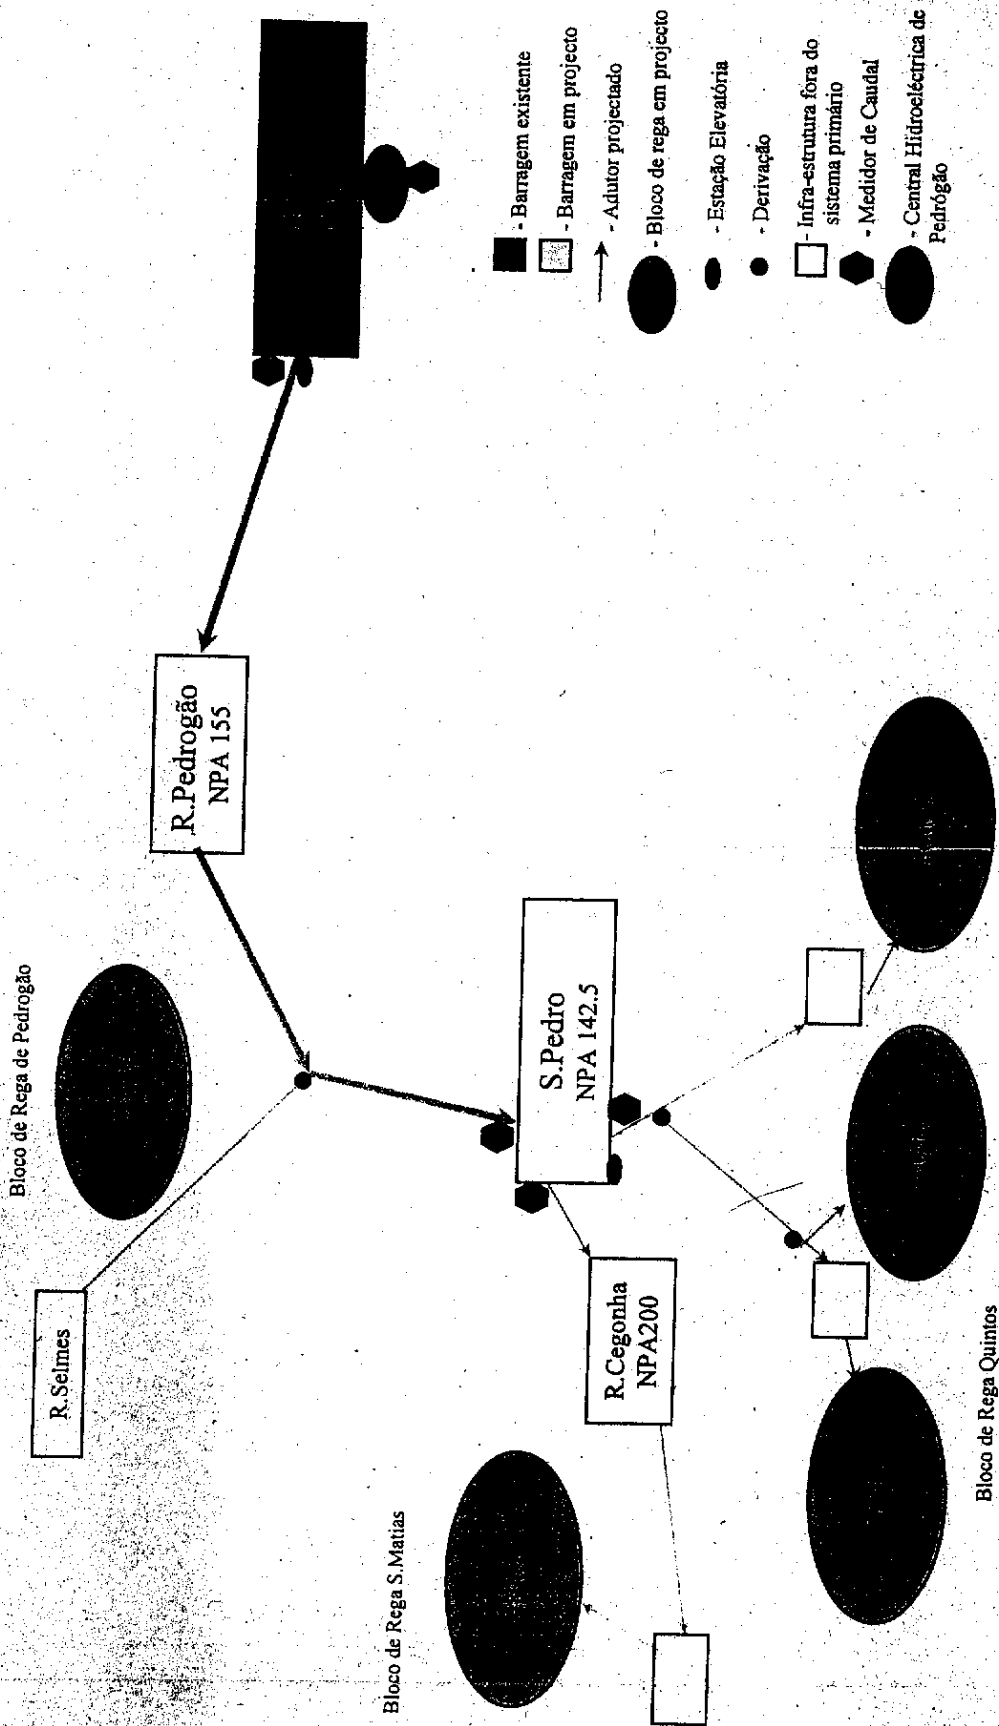 Bloco de Rega de Pedrogão
R.Selmes
R.Pedrogão
NPA 155
Bloco de Rega S.Matias
S.Pedro
NPA 142.5
R.Cegonha
NPA200
Bloco de Rega Quintos
- Barragem existente
- Barragem em projecto
- Adutor projectado
- Bloco de rega em projecto
- Estação Elevatória
- Derivação
- Infra-estrutura fora do
sistema primário
- Medidor de Caudal
- Central Hidroeléctrica de
Pedrógão